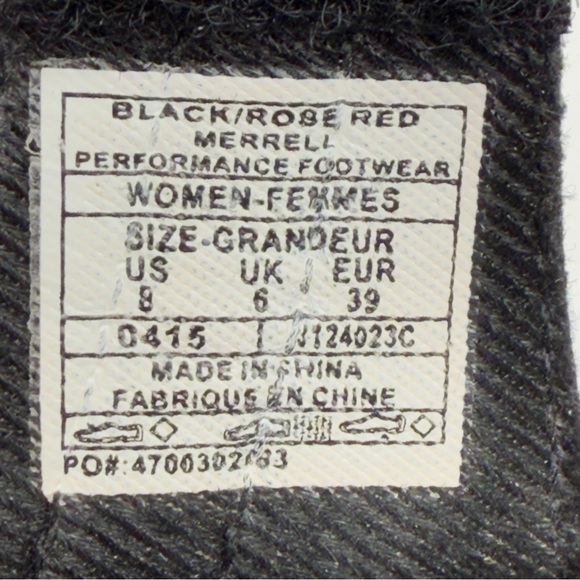 BLACK/ROSE RED
MERRELL
PERFORMANCE FOOTWEAR
WOMEN-FEMMES
SIZE-GRANDEUR
US UK EUR
8 6 39
0415 J124023C
MADE IN CHINA
FABRIQUE EN CHINE
PO#: